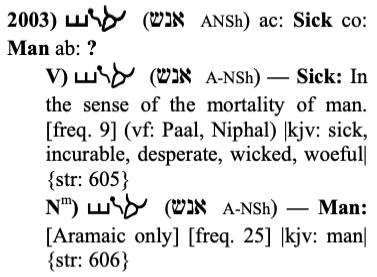 2003) (אנש ANSh) ac: Sick co:
Man ab: ?
V) (אנש A-NSh) — Sick: In
the sense of the mortality of man.
[freq. 9] (vf: Paal, Niphal) |kjv: sick,
incurable, desperate, wicked, woeful|
{str: 605}
Nᵐ) (אנש A-NSh) — Man:
[Aramaic only] [freq. 25] |kjv: man|
{str: 606}